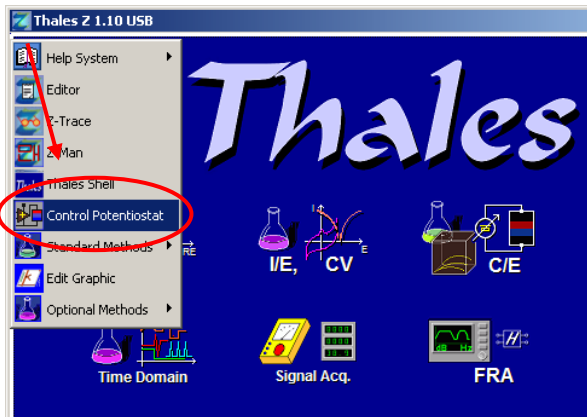 Thales Z 1.10 USB
Help System
Editor
Z-Trace
Z-Man
Thales Shell
Control Potentiostat
Standard Methods
Edit Graphic
Optional Methods
Thales
Thales
RE
I
E
I/E, CV
C/E
Time Domain
Signal Acq.
dB Hz
H
FRA